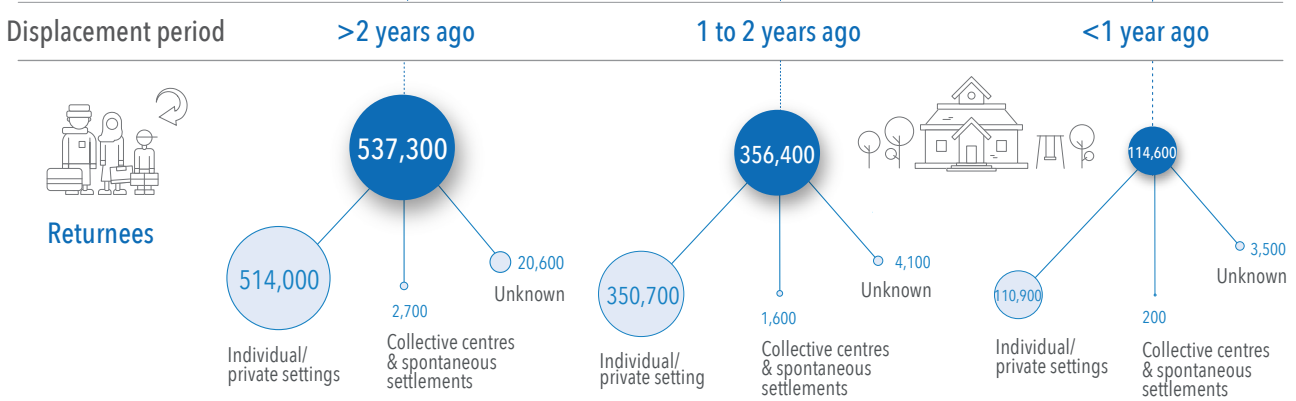 Displacement period
>2 years ago
1 to 2 years ago
<1 year ago
Returnees
537,300
514,000
Individual/
private settings
2,700
Collective centres
& spontaneous
settlements
20,600
Unknown
356,400
350,700
Individual/
private setting
1,600
Collective centres
& spontaneous
settlements
4,100
Unknown
114,600
110,900
Individual/
private settings
200
Collective centres
& spontaneous
settlements
3,500
Unknown